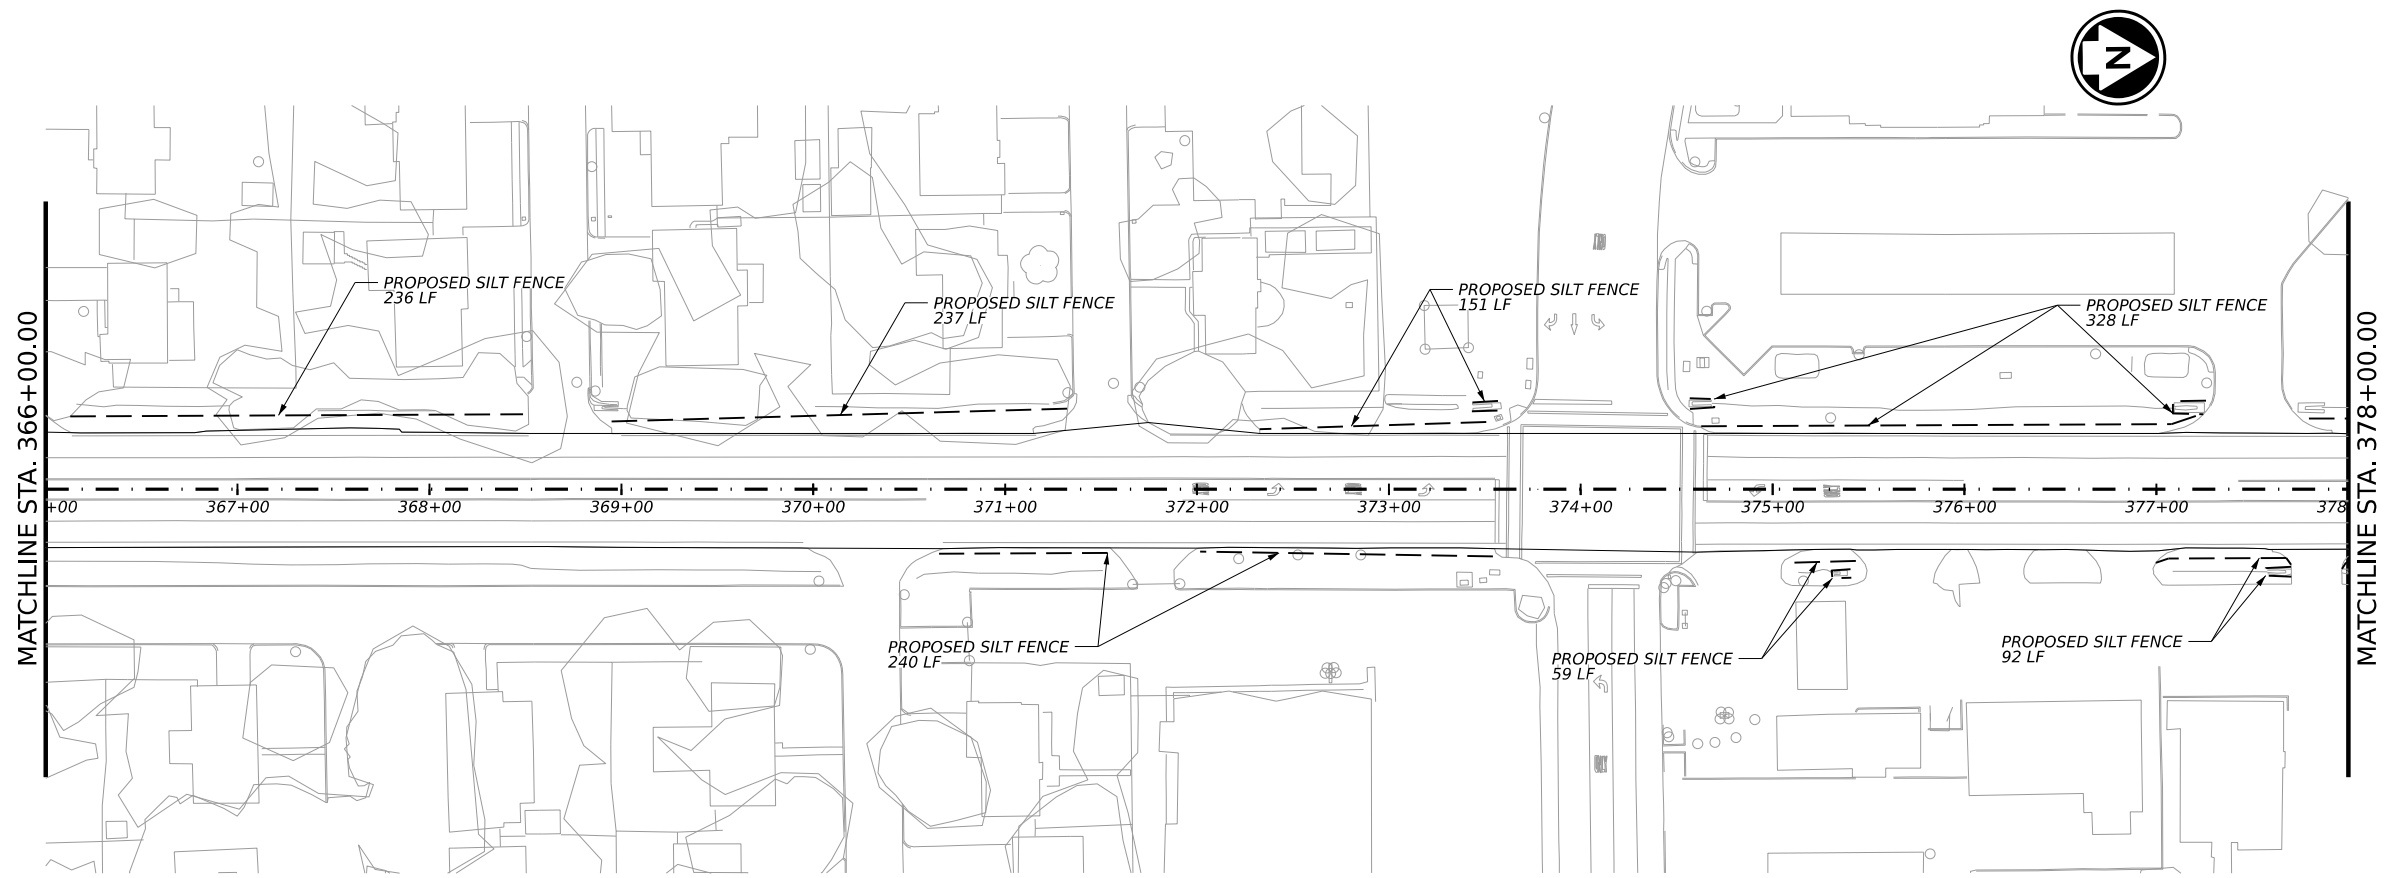 N
PROPOSED SILT FENCE
236 LF
PROPOSED SILT FENCE
237 LF
PROPOSED SILT FENCE
151 LF
PROPOSED SILT FENCE
328 LF
MATCHLINE STA. 366+00.00
MATCHLINE STA. 378+00.00
+00
367+00
368+00
369+00
370+00
371+00
372+00
373+00
374+00
375+00
376+00
377+00
378
PROPOSED SILT FENCE
240 LF
PROPOSED SILT FENCE
59 LF
PROPOSED SILT FENCE
92 LF